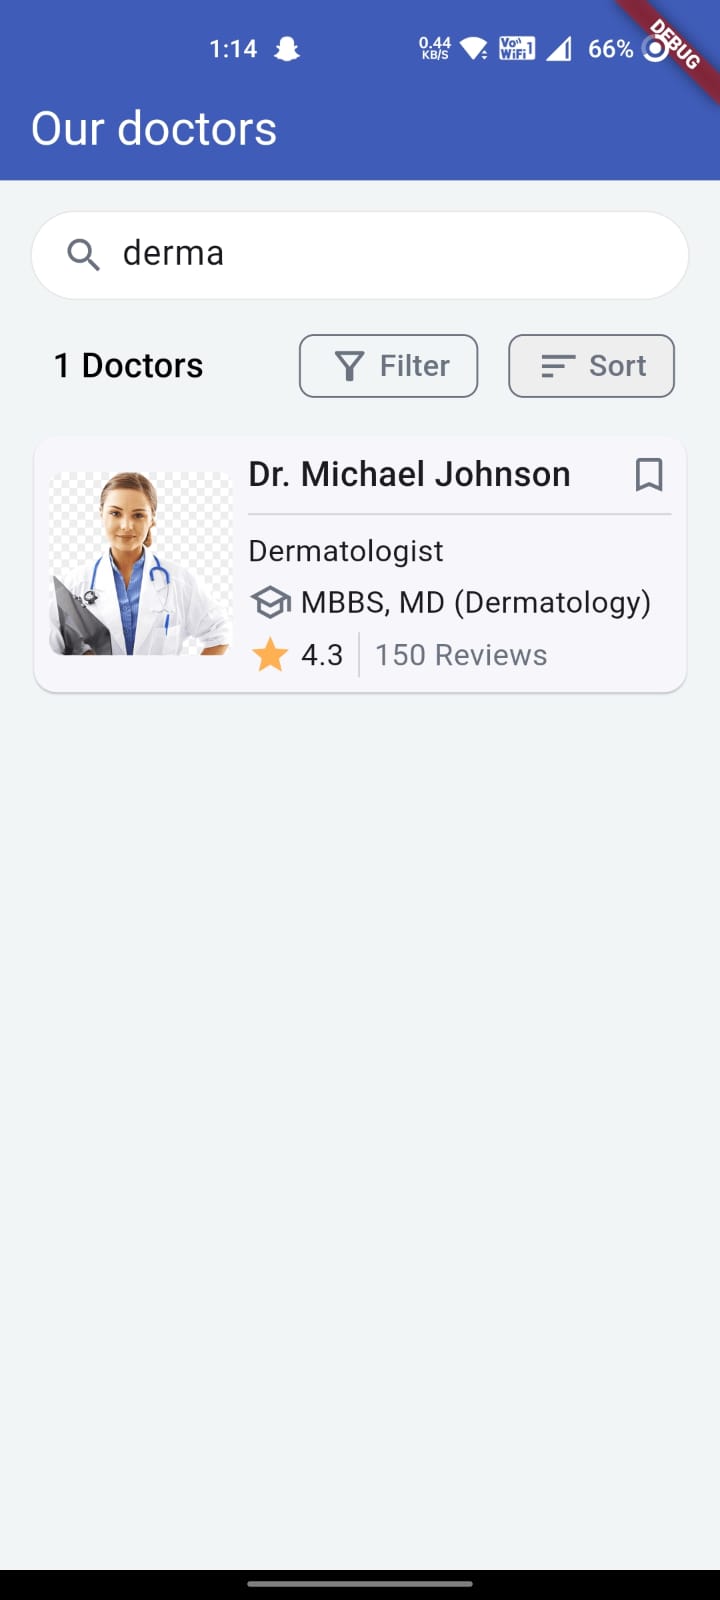 1:14 0.44 KB/S Vo)) WiFi 1 66% DEBUG
Our doctors
derma
1 Doctors Filter Sort
Dr. Michael Johnson
Dermatologist
MBBS, MD (Dermatology)
4.3 150 Reviews